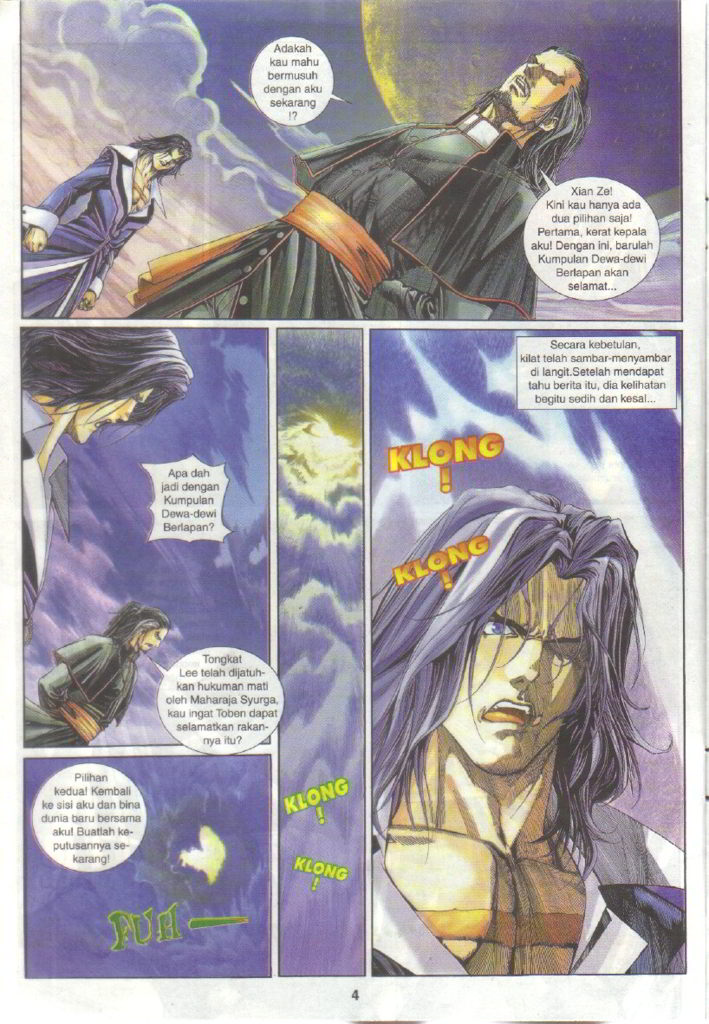 Adakah
kau mahu
bermusuh
dengan aku
sekarang
!?
Xian Ze!
Kini kau hanya ada
dua pilihan saja!
Pertama, kerat kepala
aku! Dengan ini, barulah
Kumpulan Dewa-dewi
Berlapan akan
selamat...
Apa dah
jadi dengan
Kumpulan
Dewa-dewi
Berlapan?
Tongkat
Lee telah dijatuh-
kan hukuman mati
oleh Maharaja Syurga,
kau ingat Toben dapat
selamatkan rakan-
nya itu?
Secara kebetulan,
kilat telah sambar-menyambar
di langit.Setelah mendapat
tahu berita itu, dia kelihatan
begitu sedih dan kesal...
KLONG
!
KLONG
!
KLONG
!
KLONG
!
Pilihan
kedua! Kembali
ke sisi aku dan bina
dunia baru bersama
aku! Buatlah ke-
putusannya se-
karang!
FUH
4